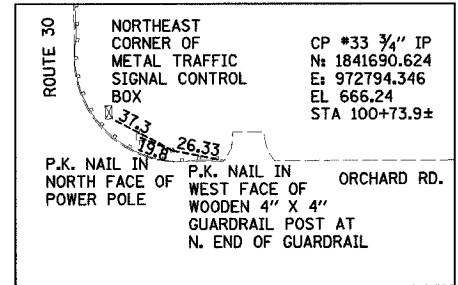 ROUTE 30
NORTHEAST
CORNER OF
METAL TRAFFIC
SIGNAL CONTROL
BOX
CP #33 3/4" IP
N: 1841690.624
E: 972794.346
EL 666.24
STA 100+73.9±
37.3
19.8
26.33
P.K. NAIL IN
NORTH FACE OF
POWER POLE
P.K. NAIL IN
WEST FACE OF
WOODEN 4" X 4"
GUARDRAIL POST AT
N. END OF GUARDRAIL
ORCHARD RD.